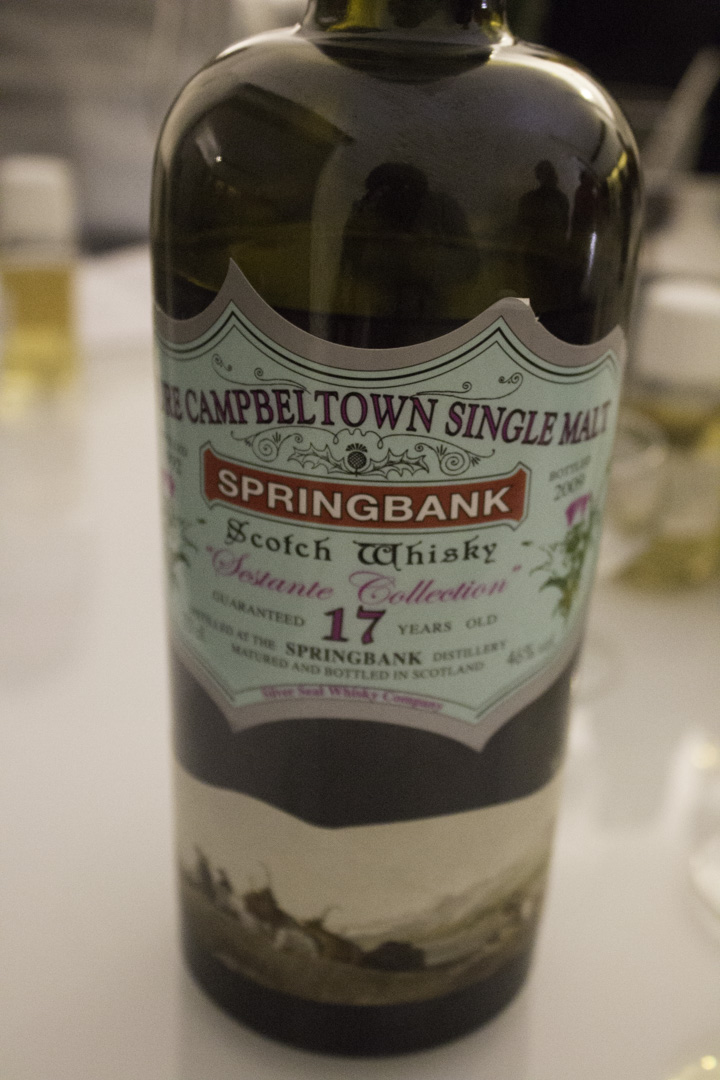 RE CAMPBELTOWN SINGLE MALT
SPRINGBANK
BOTTLED
2009
Scotch Whisky
"Sestante Collection"
GUARANTEED 17 YEARS OLD
DISTILLED AT THE SPRINGBANK DISTILLERY
46% vol
MATURED AND BOTTLED IN SCOTLAND
Silver Seal Whisky Company